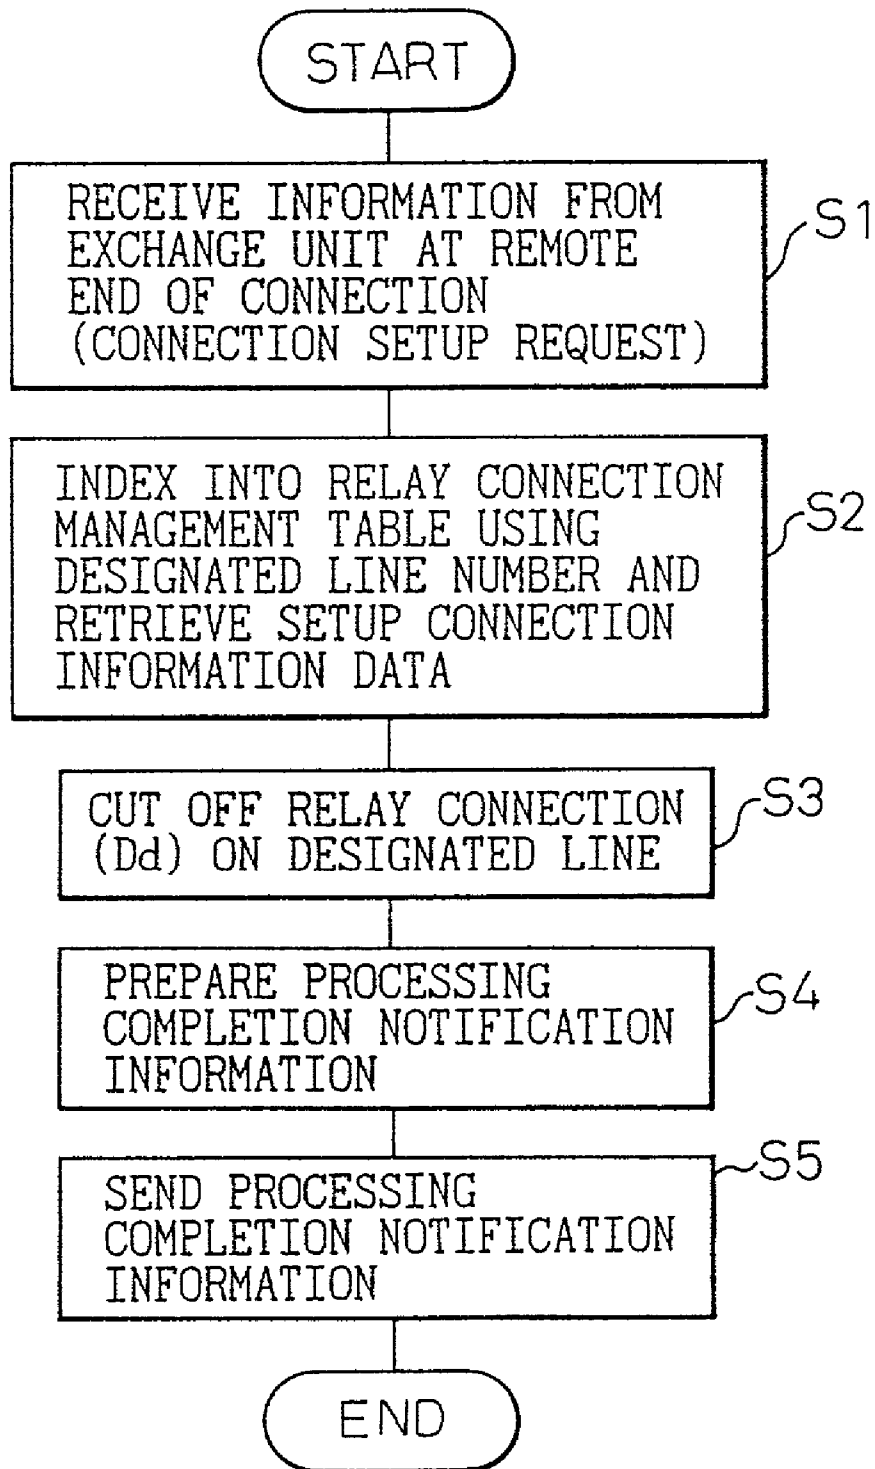 START
RECEIVE INFORMATION FROM
EXCHANGE UNIT AT REMOTE
END OF CONNECTION
(CONNECTION SETUP REQUEST)
S1
INDEX INTO RELAY CONNECTION
MANAGEMENT TABLE USING
DESIGNATED LINE NUMBER AND
RETRIEVE SETUP CONNECTION
INFORMATION DATA
S2
CUT OFF RELAY CONNECTION
(Dd) ON DESIGNATED LINE
S3
PREPARE PROCESSING
COMPLETION NOTIFICATION
INFORMATION
S4
SEND PROCESSING
COMPLETION NOTIFICATION
INFORMATION
S5
END